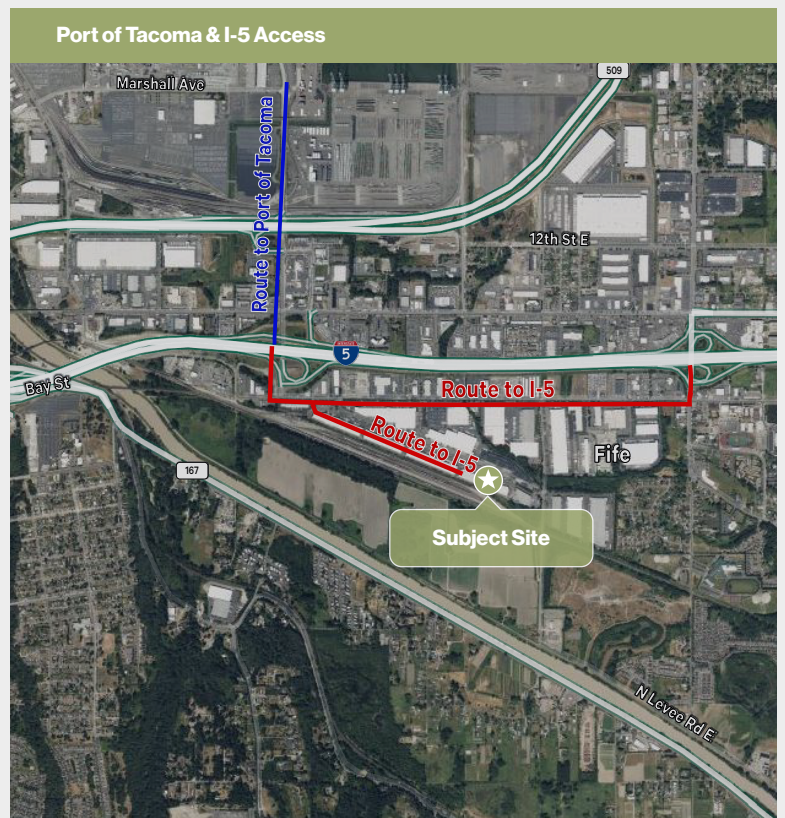 Port of Tacoma & I-5 Access
509
Marshall Ave
Route to Port of Tacoma
12th St E
5
Bay St
Route to I-5
Route to I-5
Fife
167
Subject Site
N Levee Rd E